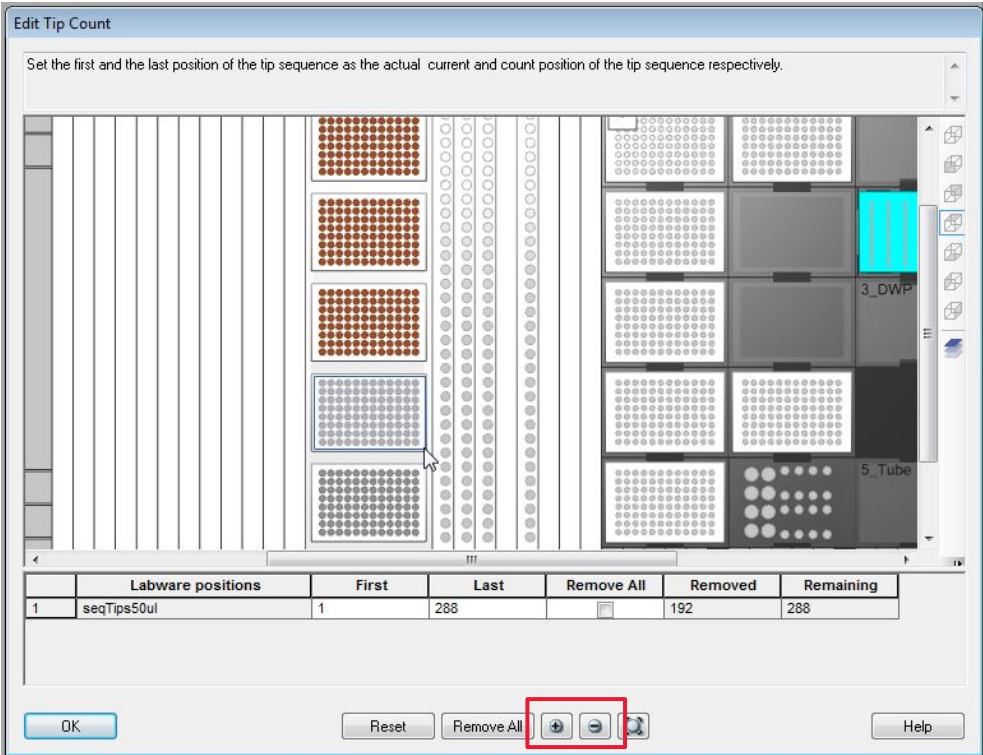 Edit Tip Count
Set the first and the last position of the tip sequence as the actual current and count position of the tip sequence respectively.
3_DWP
5_Tube
Labware positions First Last Remove All Removed Remaining
1 seqTips50ul 1 288 192 288
OK Reset Remove All Help